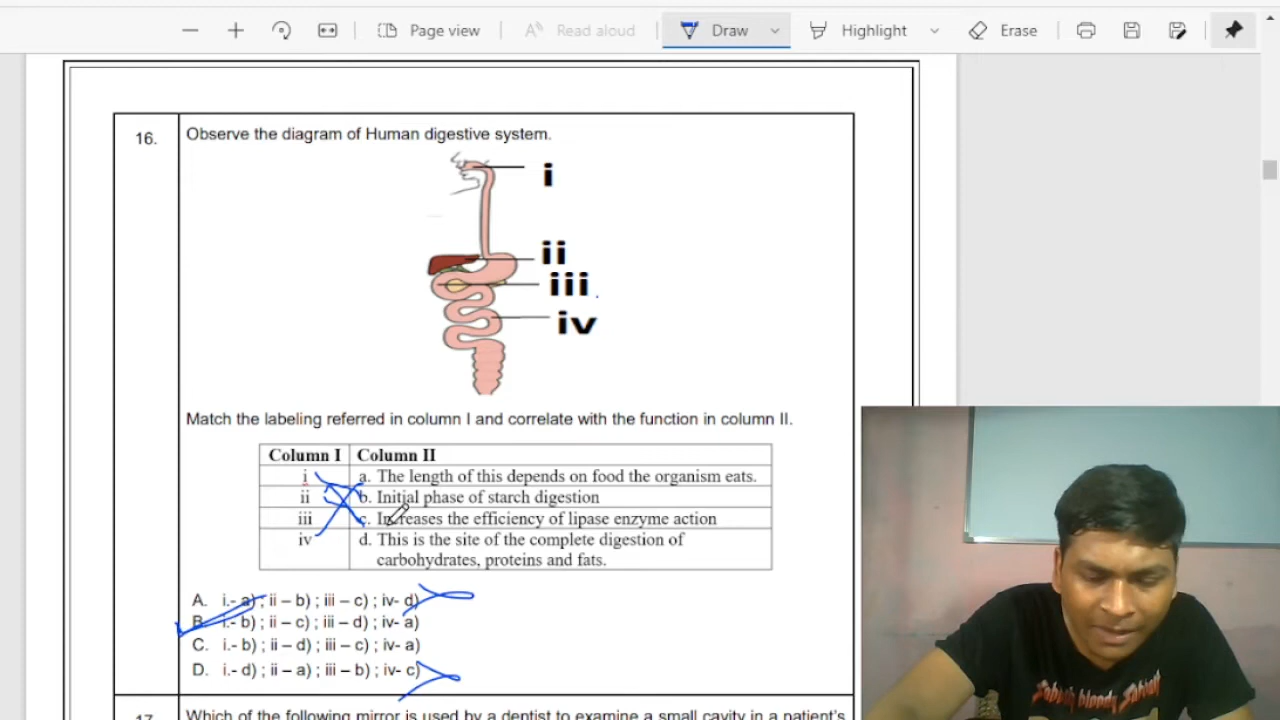 Page view
Read aloud
Draw
Highlight
Erase
16.
Observe the diagram of Human digestive system.
i
ii
iii
iv
Match the labeling referred in column I and correlate with the function in column II.
Column I Column II
i a. The length of this depends on food the organism eats.
ii b. Initial phase of starch digestion
iii c. Increases the efficiency of lipase enzyme action
iv d. This is the site of the complete digestion of
carbohydrates, proteins and fats.
A. i.- a) ; ii – b) ; iii – c) ; iv- d)
B. i.- b) ; ii – c) ; iii – d) ; iv- a)
C. i.- b) ; ii – d) ; iii – c) ; iv- a)
D. i.- d) ; ii – a) ; iii – b) ; iv- c)
17
Which of the following mirror is used by a dentist to examine a small cavity in a patient's
bloody